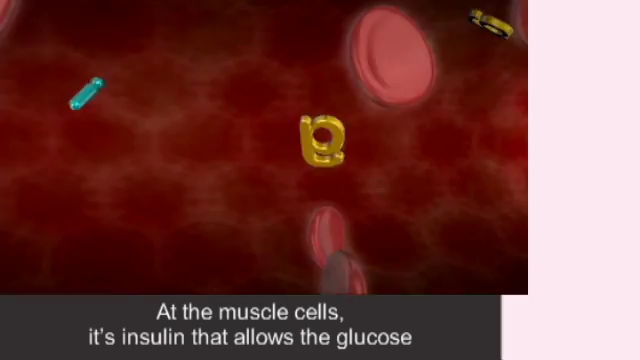 g
At the muscle cells,
it’s insulin that allows the glucose